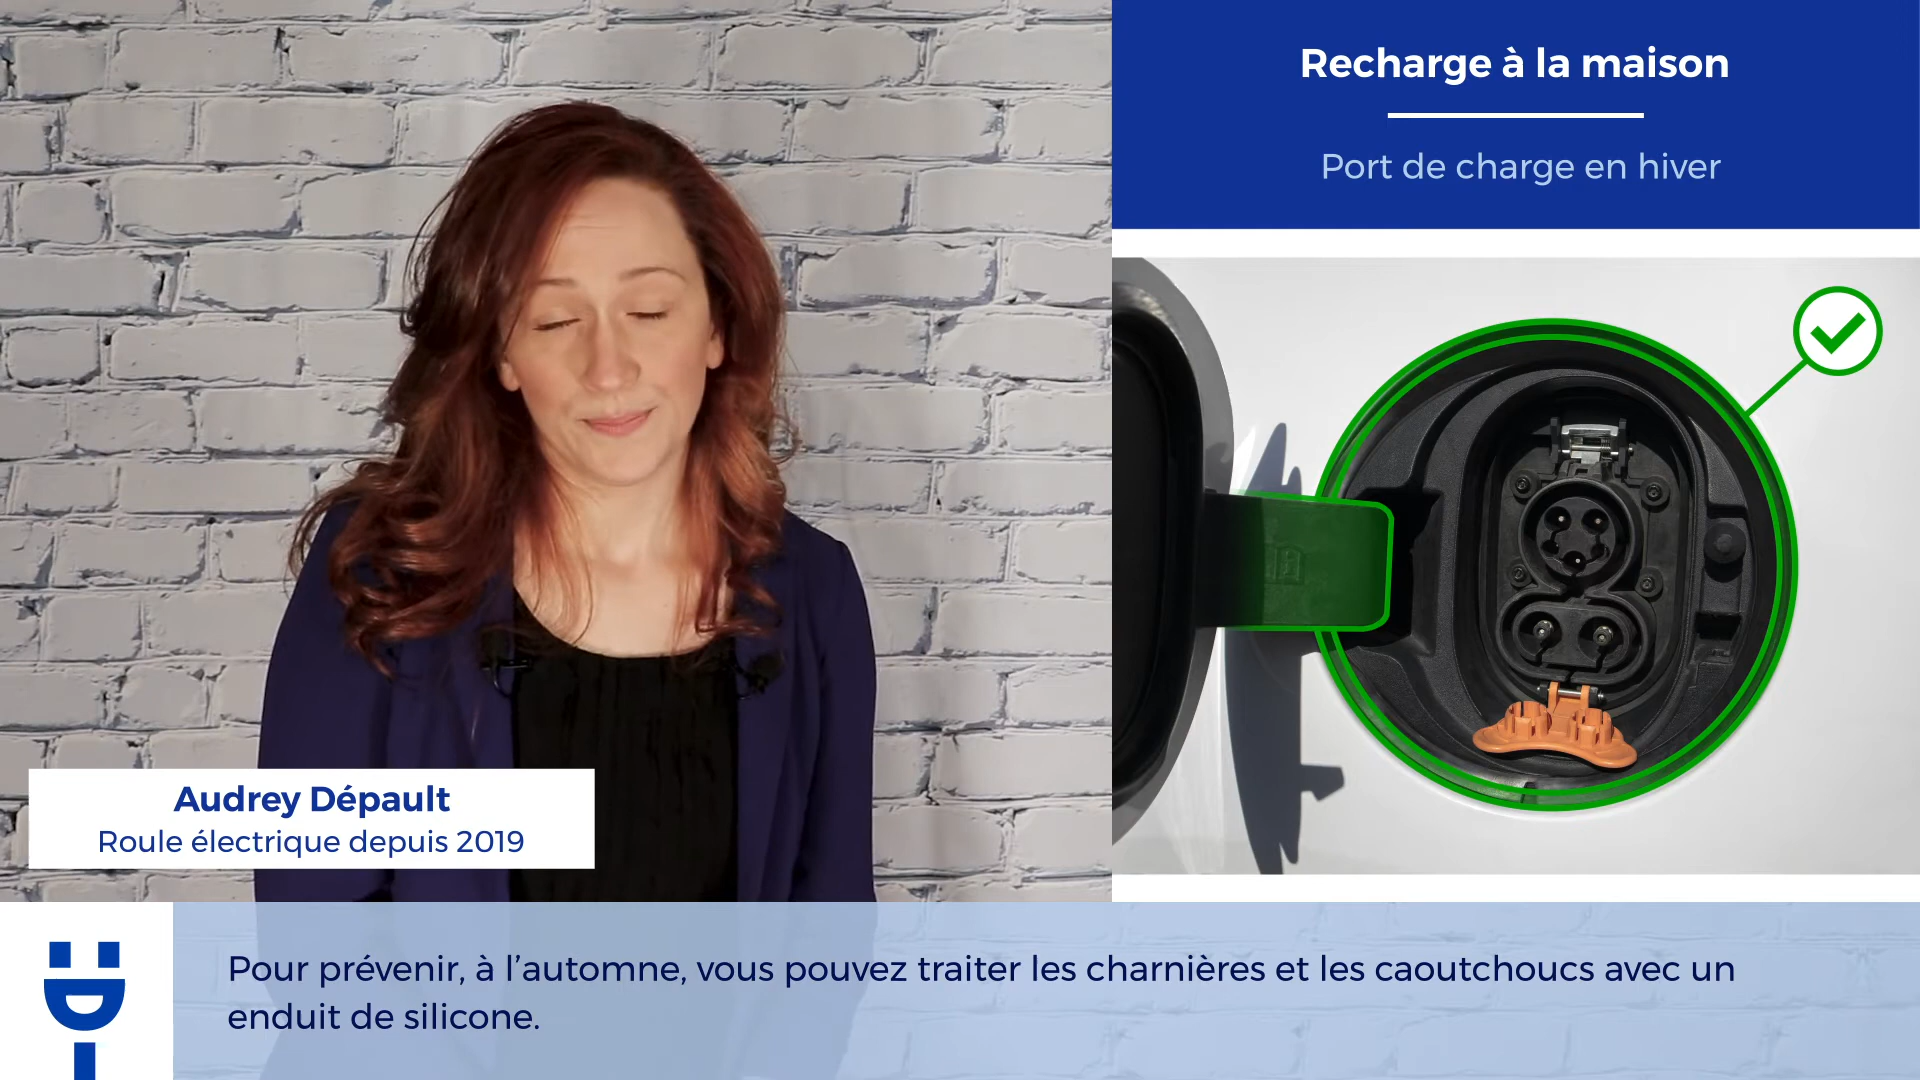 Recharge à la maison
Port de charge en hiver
Audrey Dépault
Roule électrique depuis 2019
Pour prévenir, à l’automne, vous pouvez traiter les charnières et les caoutchoucs avec un
enduit de silicone.